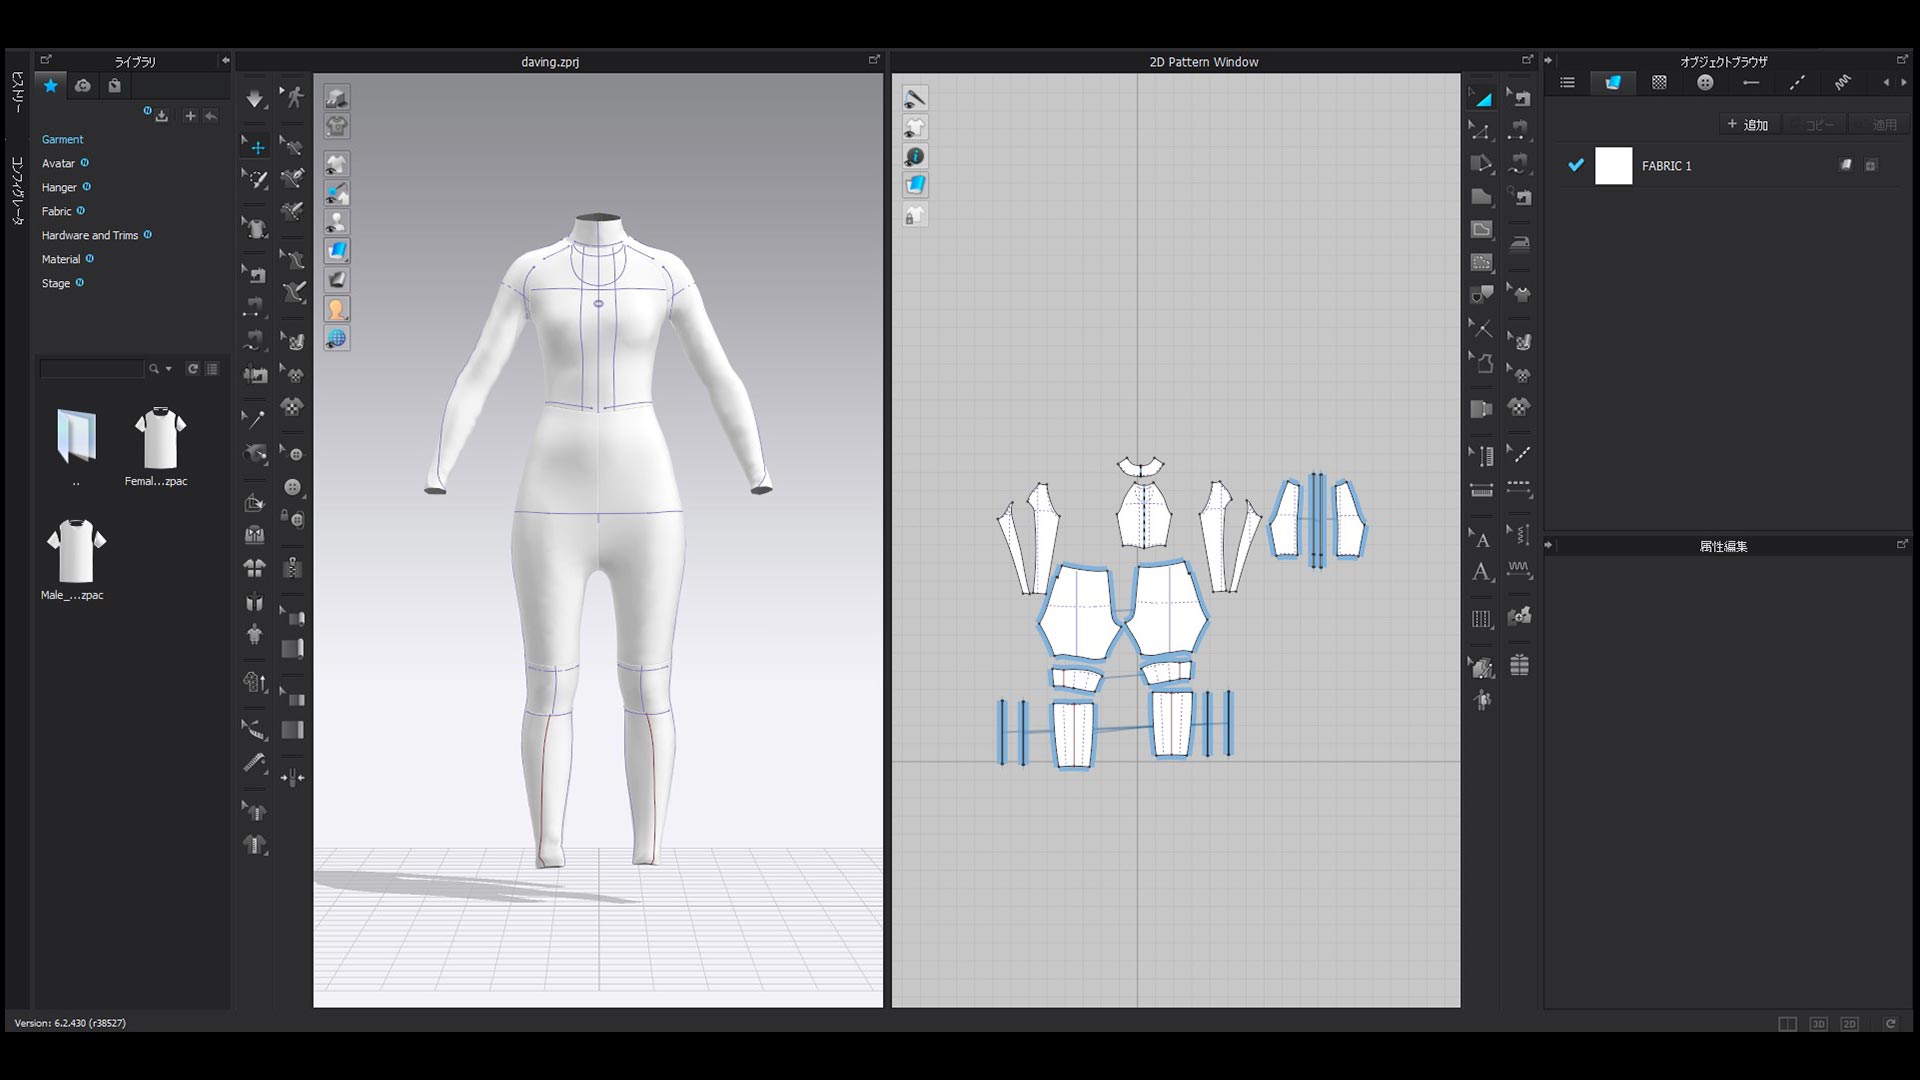 ライブラリ
daving.zprj
2D Pattern Window
オブジェクトブラウザ
ヒストリー
コンフィグレータ
Garment
Avatar N
Hanger N
Fabric N
Hardware and Trims N
Material N
Stage N
..
Femal...zpac
Male_...zpac
+ 追加
コピー
適用
FABRIC 1
属性編集
A
A
Version: 6.2.430 (r38527)
3D
2D